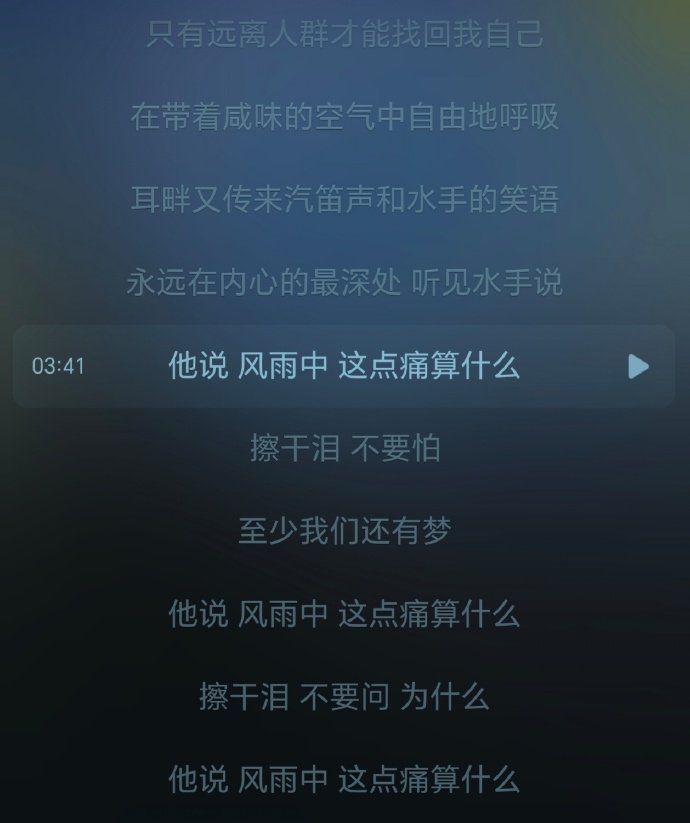 只有远离人群才能找回我自己
在带着咸味的空气中自由地呼吸
耳畔又传来汽笛声和水手的笑语
永远在内心的最深处 听见水手说
03:41 他说 风雨中 这点痛算什么
擦干泪 不要怕
至少我们还有梦
他说 风雨中 这点痛算什么
擦干泪 不要问 为什么
他说 风雨中 这点痛算什么